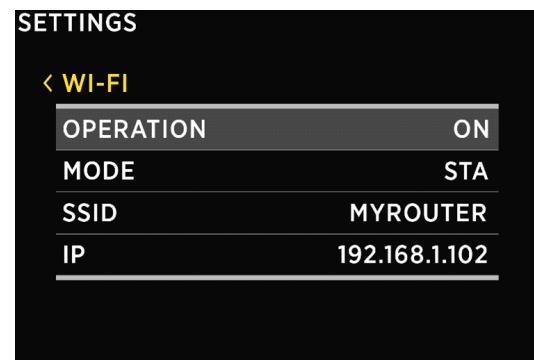 SETTINGS
< WI-FI
OPERATION ON
MODE STA
SSID MYROUTER
IP 192.168.1.102